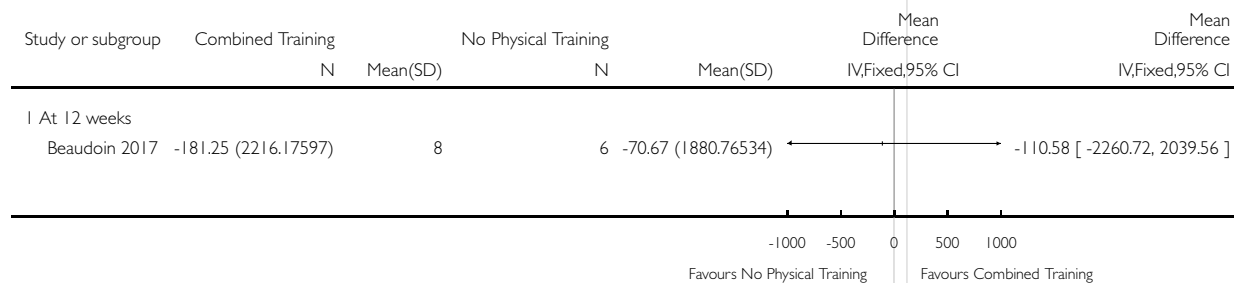 Mean Mean
Study or subgroup Combined Training No Physical Training Difference Difference
N Mean(SD) N Mean(SD) IV,Fixed,95% CI IV,Fixed,95% CI
1 At 12 weeks
Beaudoin 2017 -181.25 (2216.17597) 8 6 -70.67 (1880.76534) -110.58 [ -2260.72, 2039.56 ]
-1000 -500 0 500 1000
Favours No Physical Training Favours Combined Training